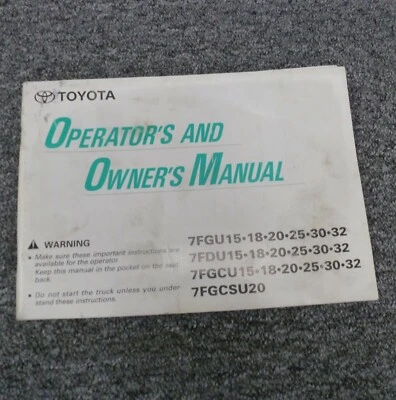 TOYOTA
OPERATOR'S AND
OWNER'S MANUAL
WARNING
• Make sure these important instructions are
available for the operator.
Keep this manual in the pocket on the rear
back.
• Do not start the truck unless you under
stand these instructions.
7FGU15•18•20•25•30•32
7FDU15•18•20•25•30•32
7FGCU15•18•20•25•30•32
7FGCSU20